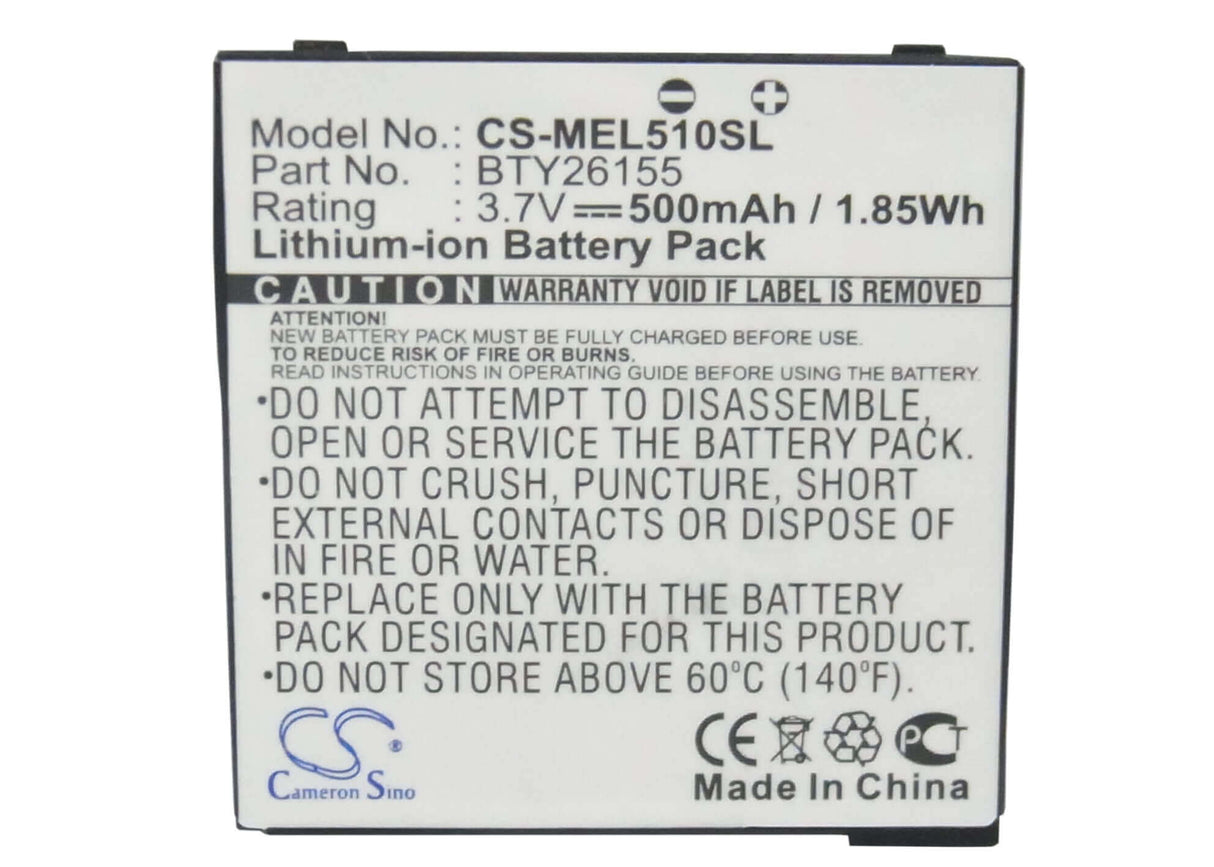 Model No.: CS-MEL510SL
Part No. : BTY26155
Rating : 3.7V 500mAh / 1.85Wh
Lithium-ion Battery Pack
CAUTION WARRANTY VOID IF LABEL IS REMOVED
ATTENTION!
NEW BATTERY PACK MUST BE FULLY CHARGED BEFORE USE.
TO REDUCE RISK OF FIRE OR BURNS.
READ INSTRUCTIONS IN OPERATING GUIDE BEFORE USING THE BATTERY.
•DO NOT ATTEMPT TO DISASSEMBLE,
OPEN OR SERVICE THE BATTERY PACK.
•DO NOT CRUSH, PUNCTURE, SHORT
EXTERNAL CONTACTS OR DISPOSE OF
IN FIRE OR WATER.
•REPLACE ONLY WITH THE BATTERY
PACK DESIGNATED FOR THIS PRODUCT.
•DO NOT STORE ABOVE 60°C (140°F).
CS®
Cameron Sino
CE PCT
Made In China